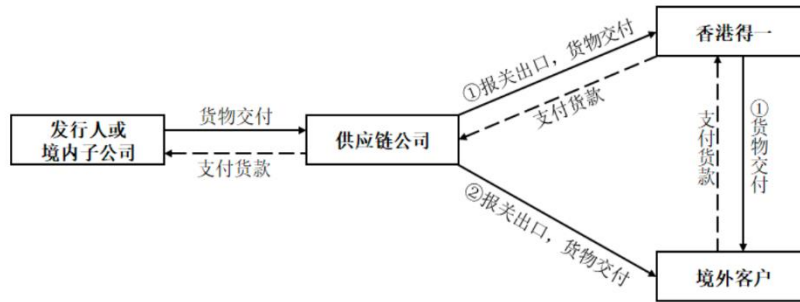 发行人或
境内子公司
货物交付
支付货款
供应链公司
①报关出口，货物交付
支付货款
②报关出口，货物交付
香港得一
支付货款
①货物交付
境外客户